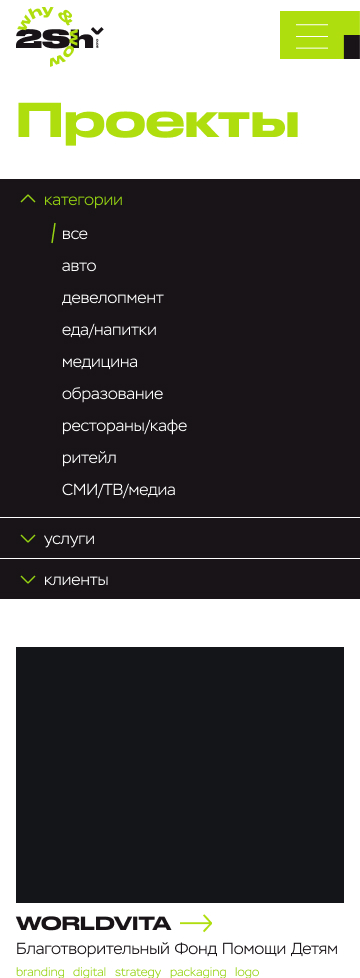 why &
2Sh
wow
Проекты
категории
все
авто
девелопмент
еда/напитки
медицина
образование
рестораны/кафе
ритейл
СМИ/ТВ/медиа
услуги
клиенты
WORLDVITA
Благотворительный Фонд Помощи Детям
branding digital strategy packaging logo